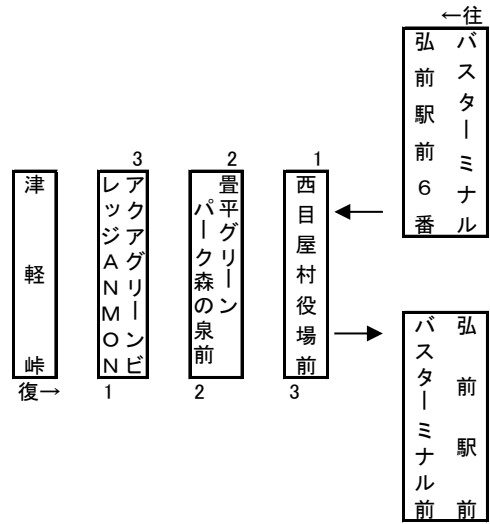 ←往
バスターミナル
弘前駅前6番
1
西目屋村役場前
3
2
畳平グリーン
パーク森の泉前
2
3
アクアグリーンビ
レッジANMON
1
津軽峠
復→
弘前駅前
バスターミナル前